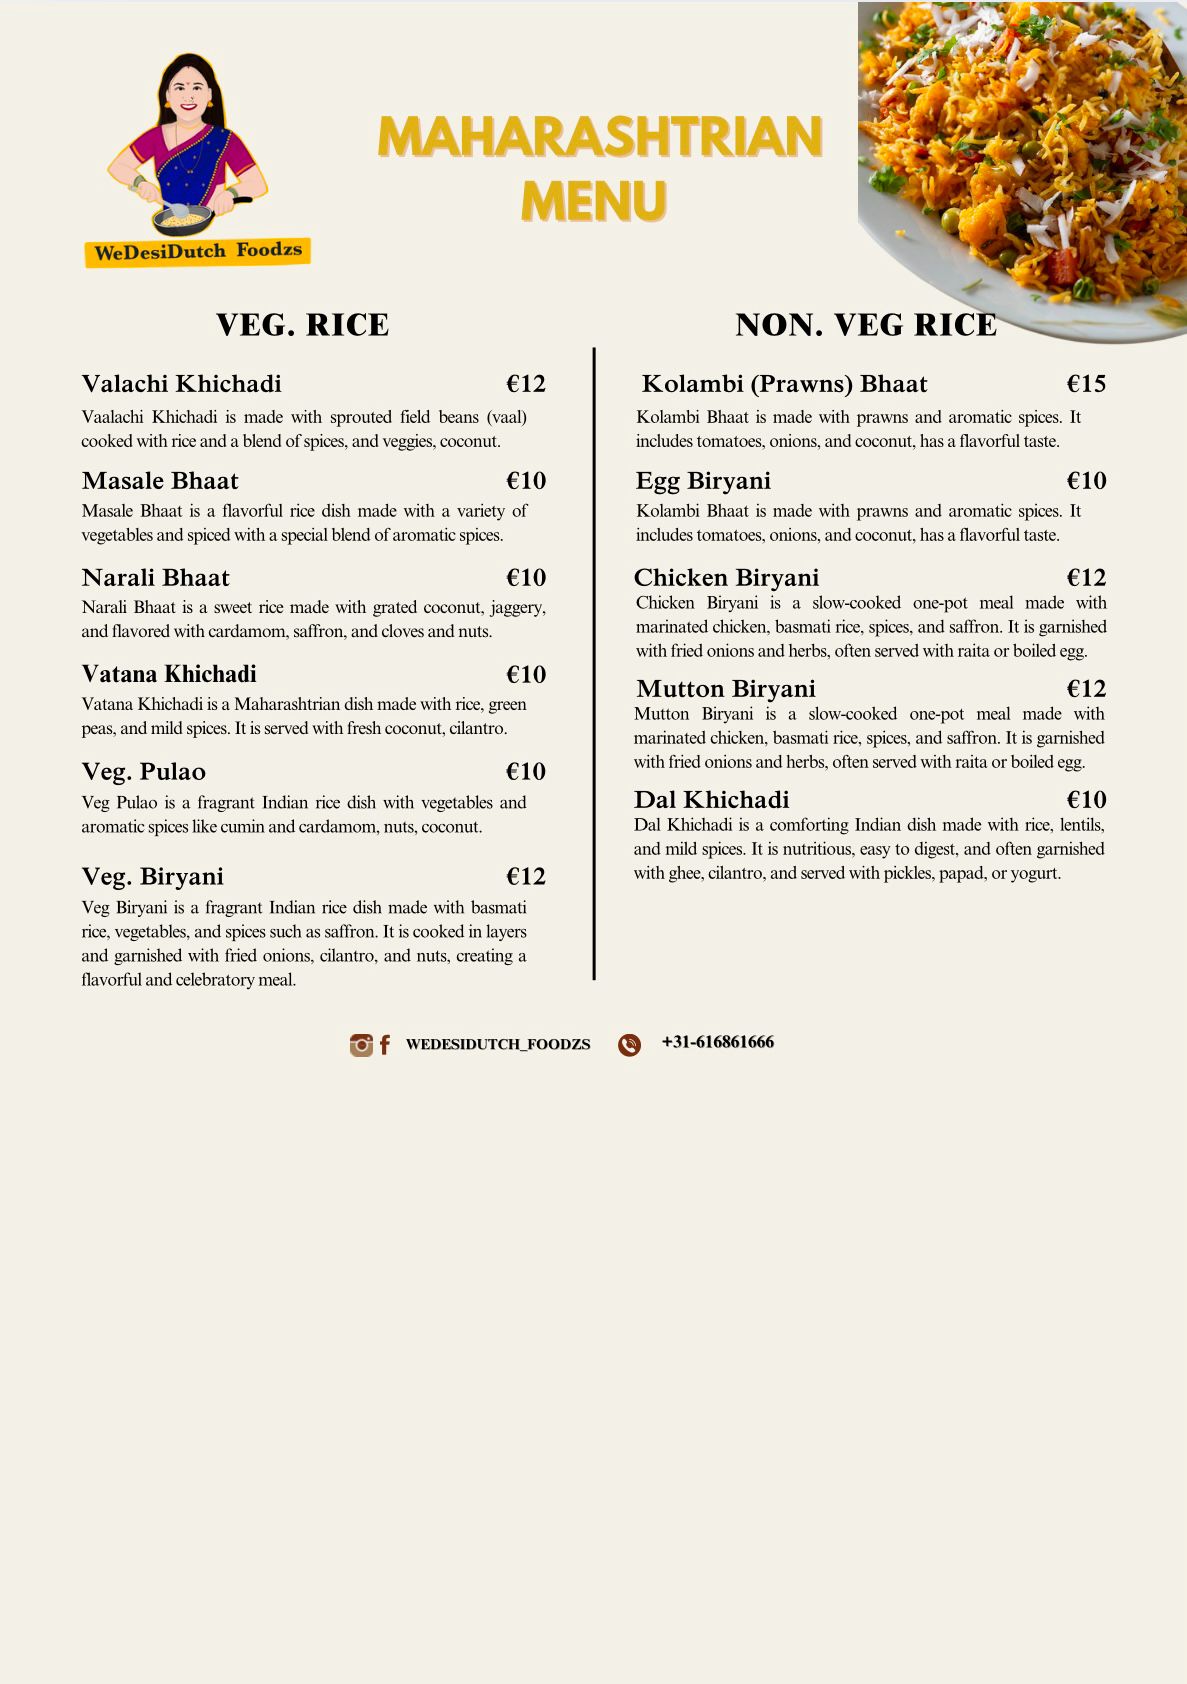 WeDesiDutch Foodzs
MAHARASHTRIAN
MENU
VEG. RICE
Valachi Khichadi €12
Vaalachi Khichadi is made with sprouted field beans (vaal)
cooked with rice and a blend of spices, and veggies, coconut.
Masale Bhaat €10
Masale Bhaat is a flavorful rice dish made with a variety of
vegetables and spiced with a special blend of aromatic spices.
Narali Bhaat €10
Narali Bhaat is a sweet rice made with grated coconut, jaggery,
and flavored with cardamom, saffron, and cloves and nuts.
Vatana Khichadi €10
Vatana Khichadi is a Maharashtrian dish made with rice, green
peas, and mild spices. It is served with fresh coconut, cilantro.
Veg. Pulao €10
Veg Pulao is a fragrant Indian rice dish with vegetables and
aromatic spices like cumin and cardamom, nuts, coconut.
Veg. Biryani €12
Veg Biryani is a fragrant Indian rice dish made with basmati
rice, vegetables, and spices such as saffron. It is cooked in layers
and garnished with fried onions, cilantro, and nuts, creating a
flavorful and celebratory meal.
NON. VEG RICE
Kolambi (Prawns) Bhaat €15
Kolambi Bhaat is made with prawns and aromatic spices. It
includes tomatoes, onions, and coconut, has a flavorful taste.
Egg Biryani €10
Kolambi Bhaat is made with prawns and aromatic spices. It
includes tomatoes, onions, and coconut, has a flavorful taste.
Chicken Biryani €12
Chicken Biryani is a slow-cooked one-pot meal made with
marinated chicken, basmati rice, spices, and saffron. It is garnished
with fried onions and herbs, often served with raita or boiled egg.
Mutton Biryani €12
Mutton Biryani is a slow-cooked one-pot meal made with
marinated chicken, basmati rice, spices, and saffron. It is garnished
with fried onions and herbs, often served with raita or boiled egg.
Dal Khichadi €10
Dal Khichadi is a comforting Indian dish made with rice, lentils,
and mild spices. It is nutritious, easy to digest, and often garnished
with ghee, cilantro, and served with pickles, papad, or yogurt.
WEDESIDUTCH_FOODZS +31-616861666